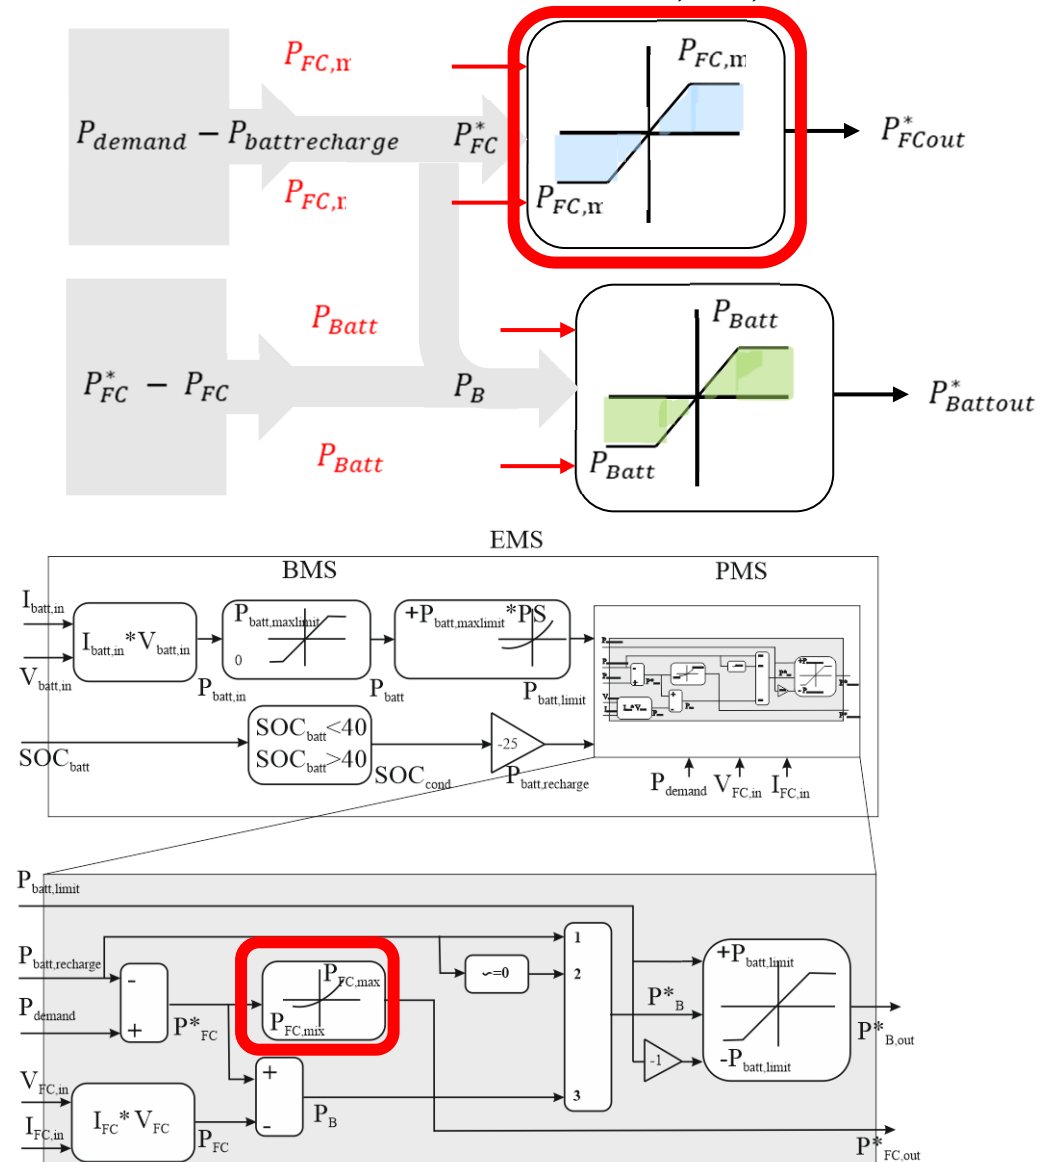 P_FC,m
P_FC,m
P_demand − P_battrecharge
P*_FC
P*_FCout
P_FC,r
P_FC,m
P_Batt
P_Batt
P*_FC − P_FC
P_B
P*_Battout
P_Batt
P_Batt
EMS
BMS
PMS
I_batt,in
V_batt,in
I_batt,in*V_batt,in
P_batt,in
P_batt,maxlimit
0
P_batt
+P_batt,maxlimit *PS
P_batt,limit
SOC_batt
SOC_batt<40
SOC_batt>40
SOC_cond
-25
P_batt,recharge
P_demand V_FC,in I_FC,in
P_batt,limit
P_batt,recharge
P_demand
-
+
P*_FC
P_FC,max
P_FC,mix
∽=0
1
2
3
P*_B
+P_batt,limit
-P_batt,limit
-1
P*_B,out
V_FC,in
I_FC,in
I_FC* V_FC
P_FC
+
-
P_B
P*_FC,out